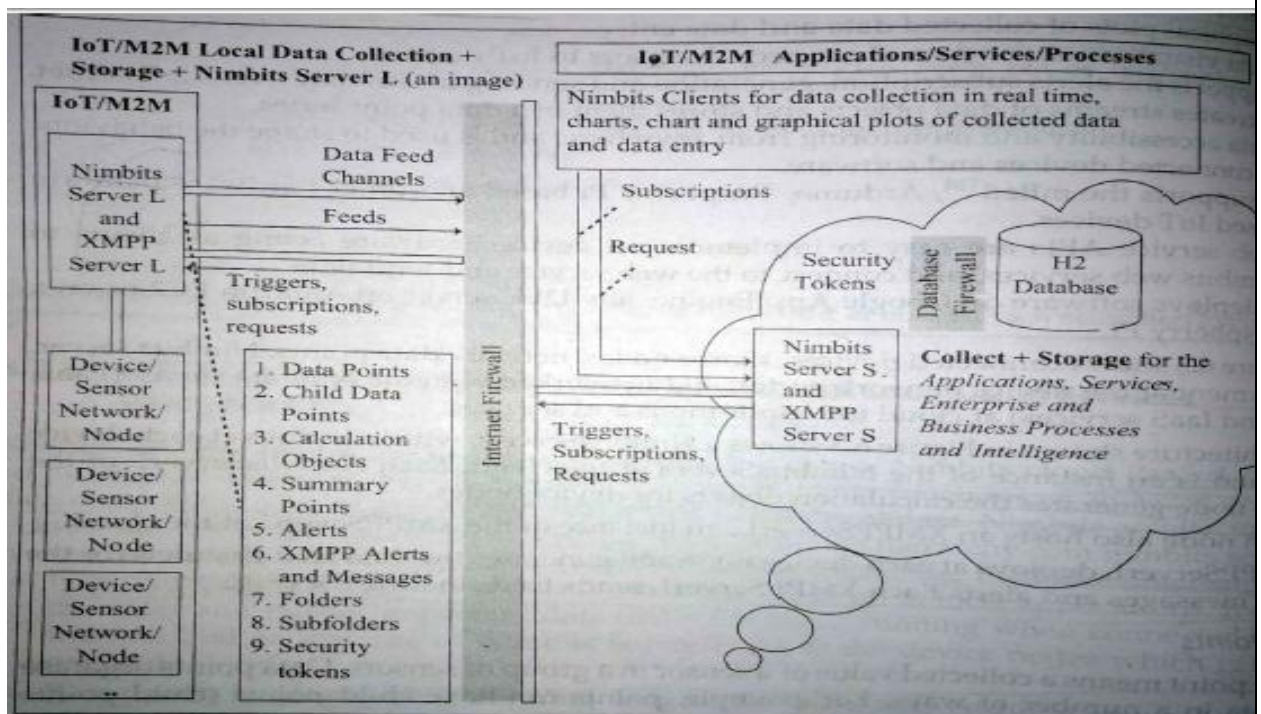 IoT/M2M Local Data Collection +
Storage + Nimbits Server L (an image)
IoT/M2M
Nimbits
Server L
and
XMPP
Server L
Device/
Sensor
Network/
Node
Device/
Sensor
Network/
Node
Device/
Sensor
Network/
Node
..
Data Feed
Channels
Feeds
Triggers,
subscriptions,
requests
1. Data Points
2. Child Data
Points
3. Calculation
Objects
4. Summary
Points
5. Alerts
6. XMPP Alerts
and Messages
7. Folders
8. Subfolders
9. Security
tokens
Internet Firewall
IoT/M2M Applications/Services/Processes
Nimbits Clients for data collection in real time,
charts, chart and graphical plots of collected data
and data entry
Subscriptions
Request
Triggers,
Subscriptions,
Requests
Security
Tokens
Database
Firewall
H2
Database
Nimbits
Server S
and
XMPP
Server S
Collect + Storage for the
Applications, Services,
Enterprise and
Business Processes
and Intelligence